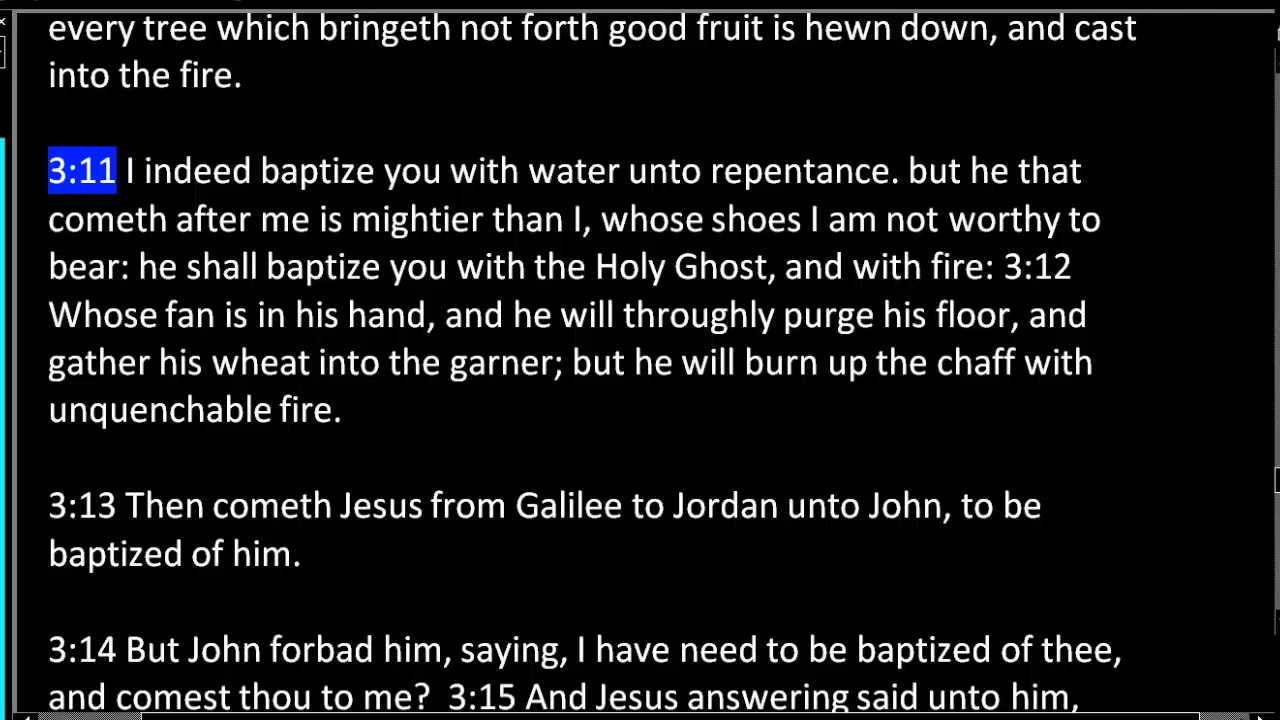 every tree which bringeth not forth good fruit is hewn down, and cast
into the fire.
3:11 I indeed baptize you with water unto repentance. but he that
cometh after me is mightier than I, whose shoes I am not worthy to
bear: he shall baptize you with the Holy Ghost, and with fire: 3:12
Whose fan is in his hand, and he will throughly purge his floor, and
gather his wheat into the garner; but he will burn up the chaff with
unquenchable fire.
3:13 Then cometh Jesus from Galilee to Jordan unto John, to be
baptized of him.
3:14 But John forbad him, saying, I have need to be baptized of thee,
and comest thou to me? 3:15 And Jesus answering said unto him,